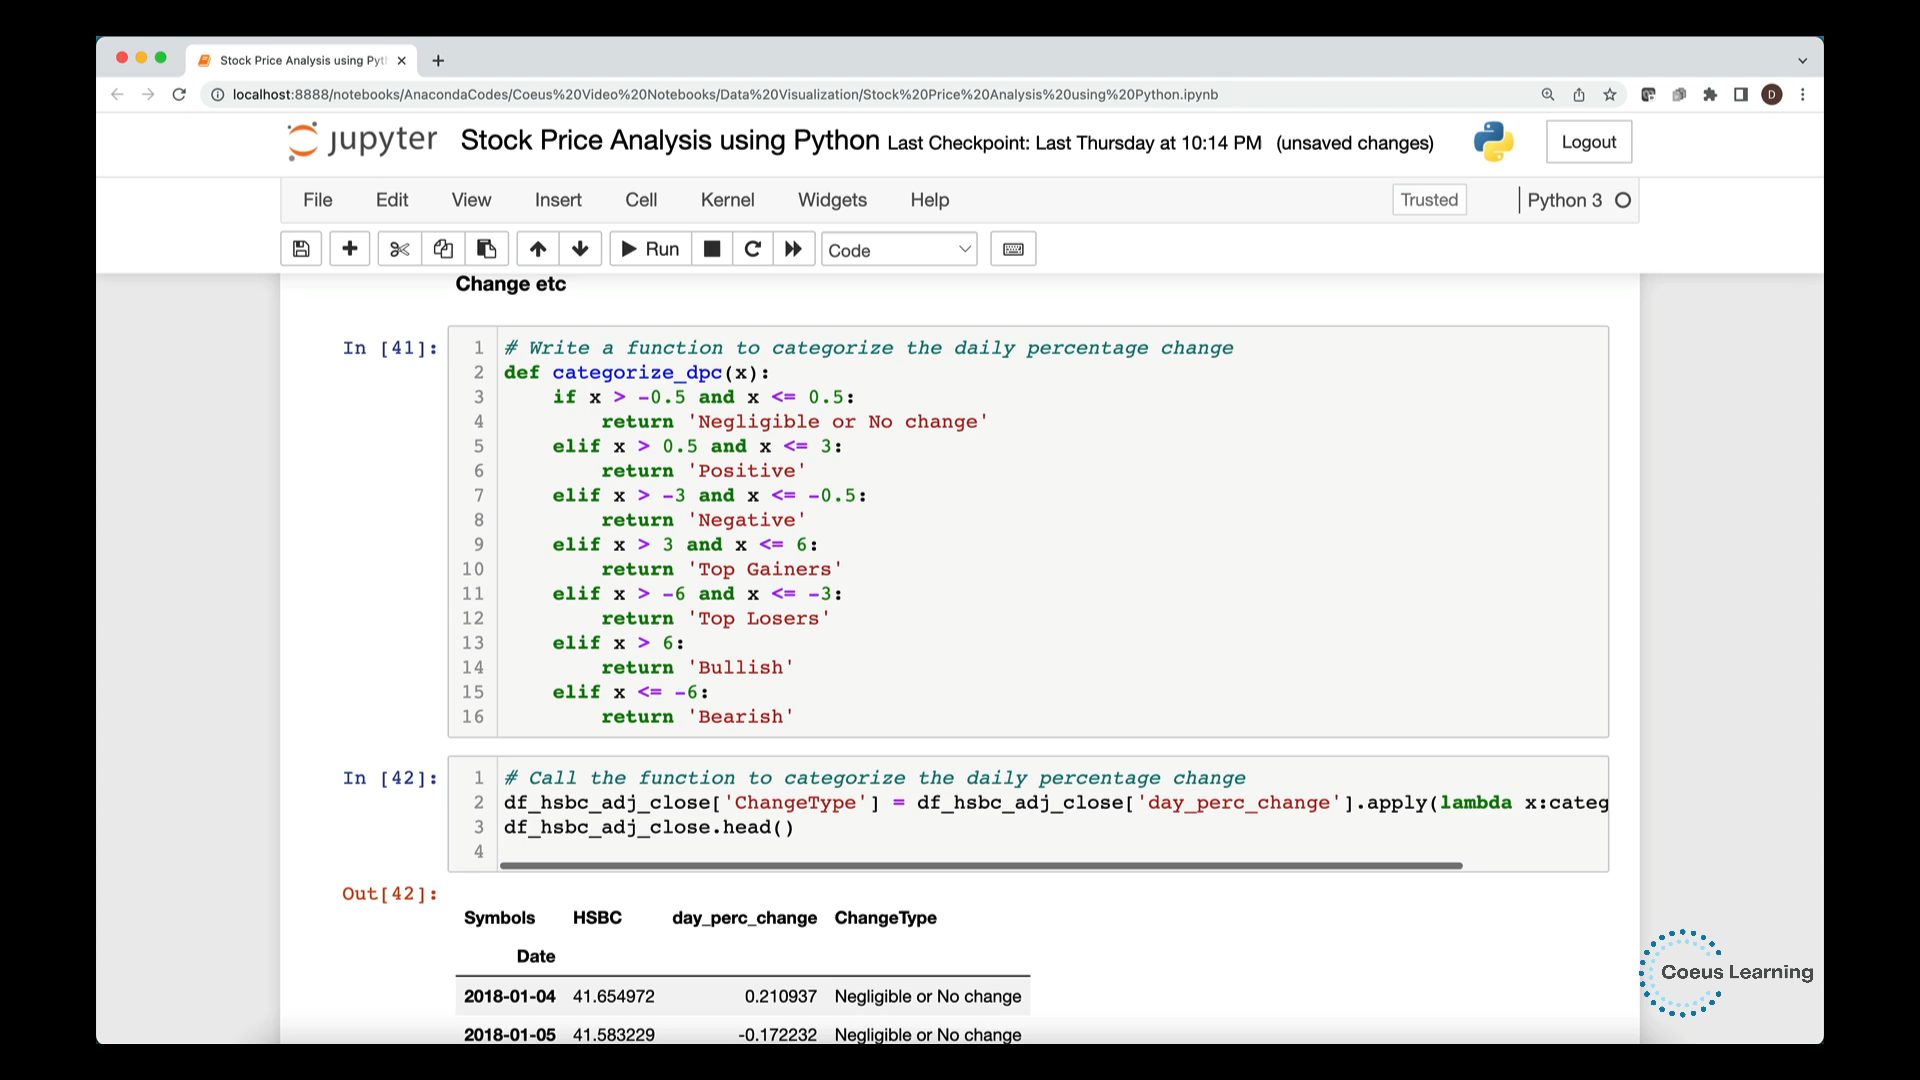 Stock Price Analysis using Pyt
localhost:8888/notebooks/AnacondaCodes/Coeus%20Video%20Notebooks/Data%20Visualization/Stock%20Price%20Analysis%20using%20Python.ipynb
D
jupyter Stock Price Analysis using Python Last Checkpoint: Last Thursday at 10:14 PM (unsaved changes)
Logout
File Edit View Insert Cell Kernel Widgets Help
Trusted
Python 3
Run
Code
Change etc
In [41]:
1 # Write a function to categorize the daily percentage change
2 def categorize_dpc(x):
3 if x > -0.5 and x <= 0.5:
4 return 'Negligible or No change'
5 elif x > 0.5 and x <= 3:
6 return 'Positive'
7 elif x > -3 and x <= -0.5:
8 return 'Negative'
9 elif x > 3 and x <= 6:
10 return 'Top Gainers'
11 elif x > -6 and x <= -3:
12 return 'Top Losers'
13 elif x > 6:
14 return 'Bullish'
15 elif x <= -6:
16 return 'Bearish'
In [42]:
1 # Call the function to categorize the daily percentage change
2 df_hsbc_adj_close['ChangeType'] = df_hsbc_adj_close['day_perc_change'].apply(lambda x:categ
3 df_hsbc_adj_close.head()
4
Out[42]:
Symbols HSBC day_perc_change ChangeType
Date
2018-01-04 41.654972 0.210937 Negligible or No change
2018-01-05 41.583229 -0.172232 Negligible or No change
Coeus Learning